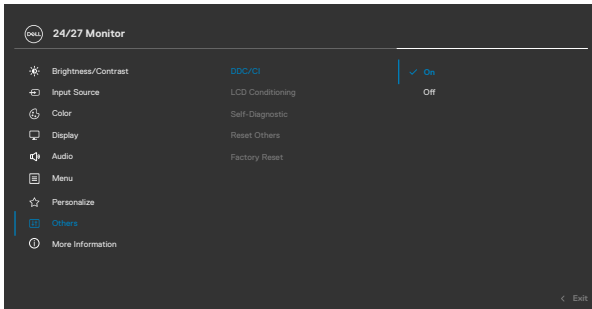 DELL 24/27 Monitor
Brightness/Contrast DDC/CI On
Input Source LCD Conditioning Off
Color Self-Diagnostic
Display Reset Others
Audio Factory Reset
Menu
Personalize
Others
More Information
Exit